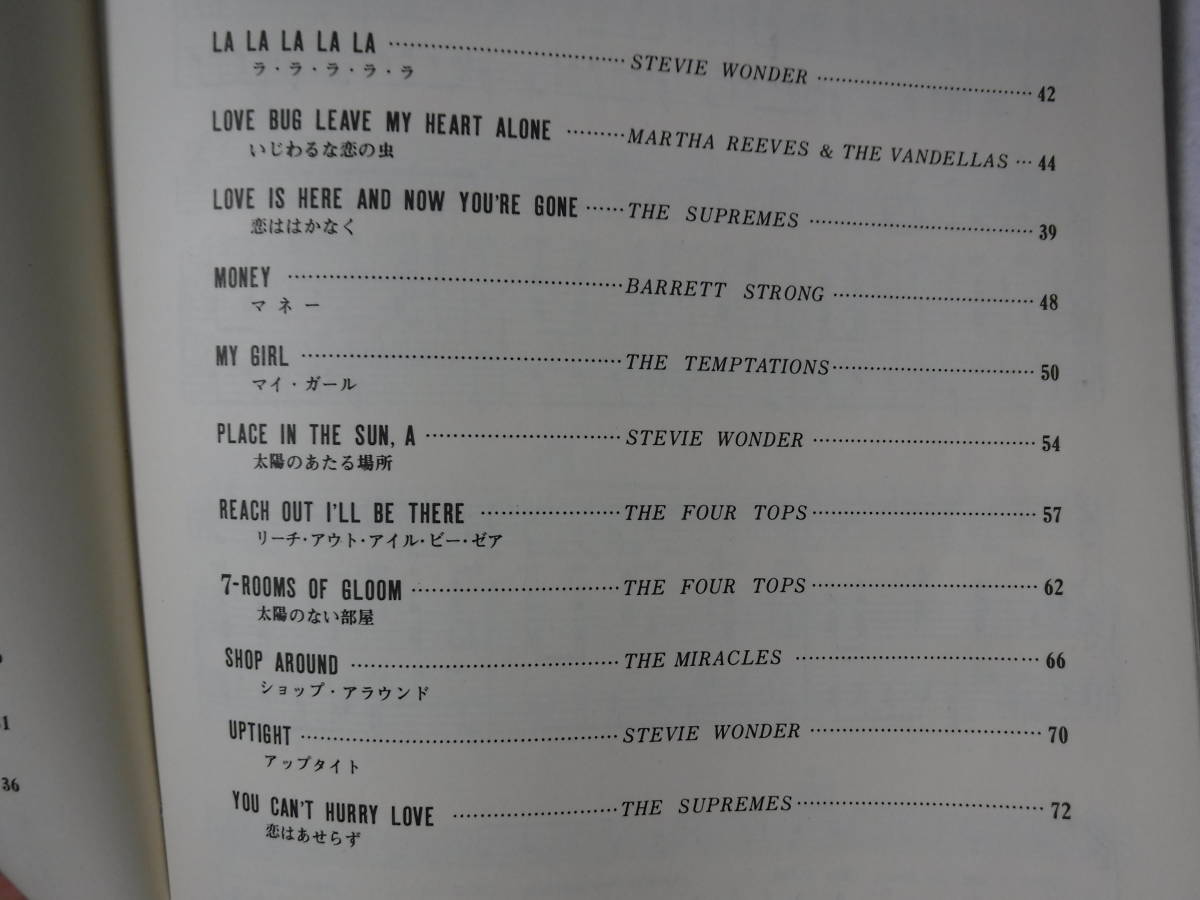 LA LA LA LA LA ………………………… STEVIE WONDER ………………………… 42
ラ・ラ・ラ・ラ・ラ
LOVE BUG LEAVE MY HEART ALONE ……… MARTHA REEVES & THE VANDELLAS … 44
いじわるな恋の虫
LOVE IS HERE AND NOW YOU'RE GONE …… THE SUPREMES ………………………… 39
恋ははかなく
MONEY ………………………… BARRETT STRONG ………………………… 48
マネー
MY GIRL ………………………… THE TEMPTATIONS ………………………… 50
マイ・ガール
PLACE IN THE SUN, A ………………………… STEVIE WONDER ………………………… 54
太陽のあたる場所
REACH OUT I'LL BE THERE ………………… THE FOUR TOPS ………………………… 57
リーチ・アウト・アイル・ビー・ゼア
7-ROOMS OF GLOOM ………………………… THE FOUR TOPS ………………………… 62
太陽のない部屋
SHOP AROUND ………………………… THE MIRACLES ………………………… 66
ショップ・アラウンド
UPTIGHT ………………………… STEVIE WONDER ………………………… 70
アップタイト
YOU CAN'T HURRY LOVE ………………… THE SUPREMES ………………………… 72
恋はあせらず
36